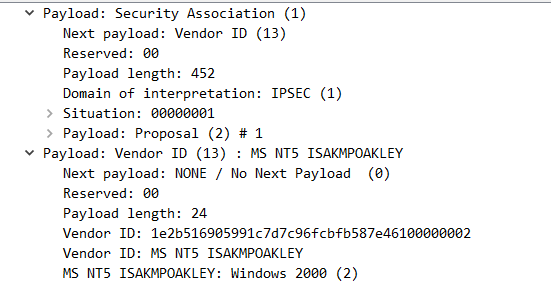 Payload: Security Association (1)
Next payload: Vendor ID (13)
Reserved: 00
Payload length: 452
Domain of interpretation: IPSEC (1)
Situation: 00000001
Payload: Proposal (2) # 1
Payload: Vendor ID (13) : MS NT5 ISAKMPOAKLEY
Next payload: NONE / No Next Payload  (0)
Reserved: 00
Payload length: 24
Vendor ID: 1e2b516905991c7d7c96fcbfb587e46100000002
Vendor ID: MS NT5 ISAKMPOAKLEY
MS NT5 ISAKMPOAKLEY: Windows 2000 (2)